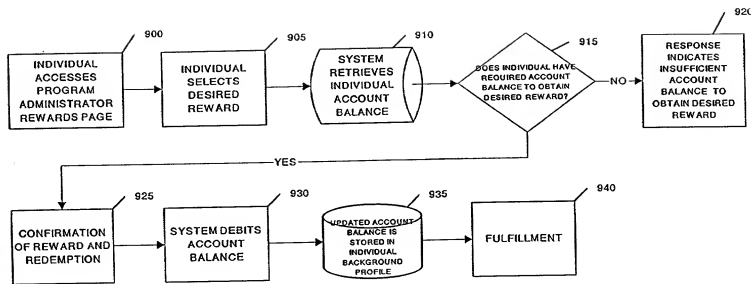 900
INDIVIDUAL
ACCESSES
PROGRAM
ADMINISTRATOR
REWARDS PAGE
905
INDIVIDUAL
SELECTS
DESIRED
REWARD
910
SYSTEM
RETRIEVES
INDIVIDUAL
ACCOUNT
BALANCE
915
DOES INDIVIDUAL HAVE
REQUIRED ACCOUNT
BALANCE TO OBTAIN
DESIRED REWARD?
NO
920
RESPONSE
INDICATES
INSUFFICIENT
ACCOUNT
BALANCE TO
OBTAIN DESIRED
REWARD
YES
925
CONFIRMATION
OF REWARD AND
REDEMPTION
930
SYSTEM DEBITS
ACCOUNT
BALANCE
935
UPDATED ACCOUNT
BALANCE IS
STORED IN
INDIVIDUAL
BACKGROUND
PROFILE
940
FULFILLMENT